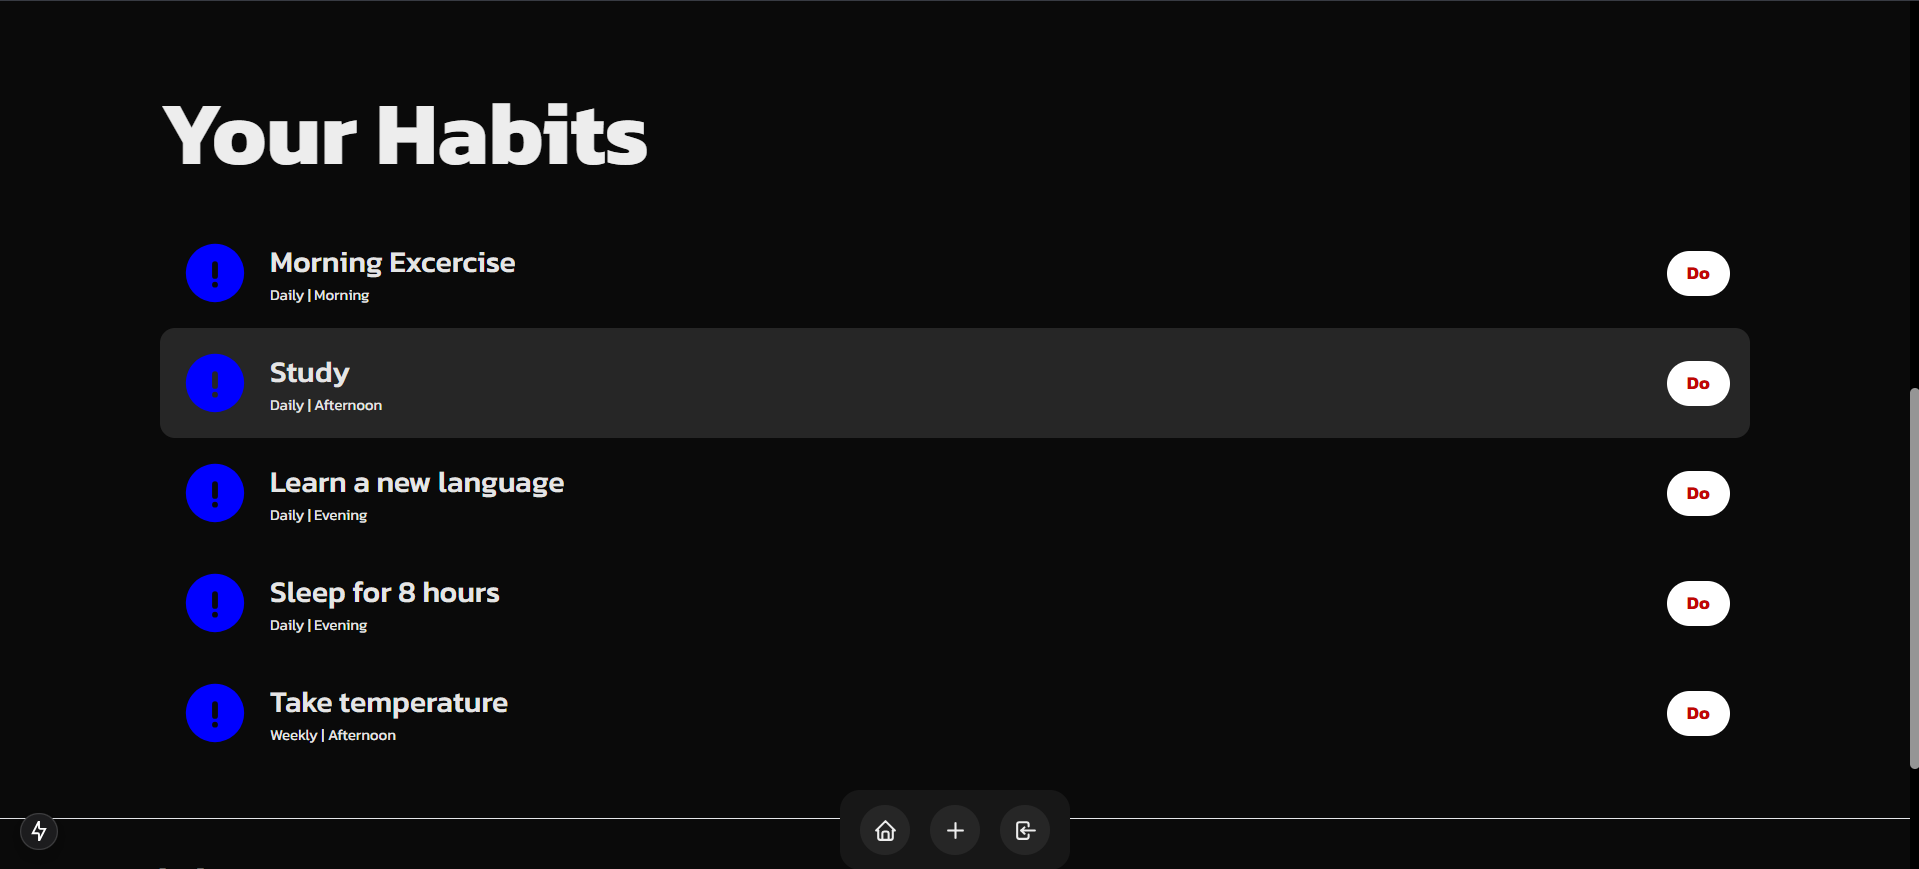 Your Habits
Morning Excercise
Daily | Morning
Do
Study
Daily | Afternoon
Do
Learn a new language
Daily | Evening
Do
Sleep for 8 hours
Daily | Evening
Do
Take temperature
Weekly | Afternoon
Do